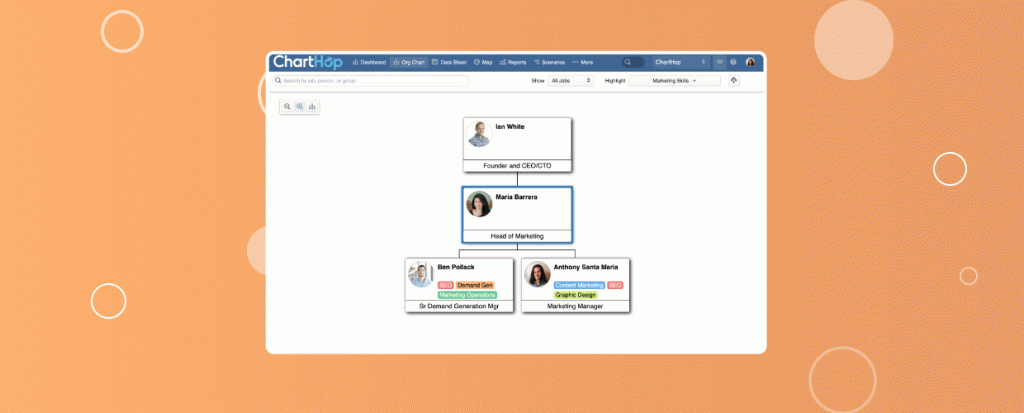 ChartHop Dashboard Org Chart Data Sheet Map Reports Scenarios More ChartHop
Search by job, person, or group Show All Jobs Highlight Marketing Skills
Ian White
Founder and CEO/CTO
Maria Barrera
Head of Marketing
Ben Pollack
SEO Demand Gen
Marketing Operations
Sr Demand Generation Mgr
Anthony Santa Maria
Content Marketing SEO
Graphic Design
Marketing Manager